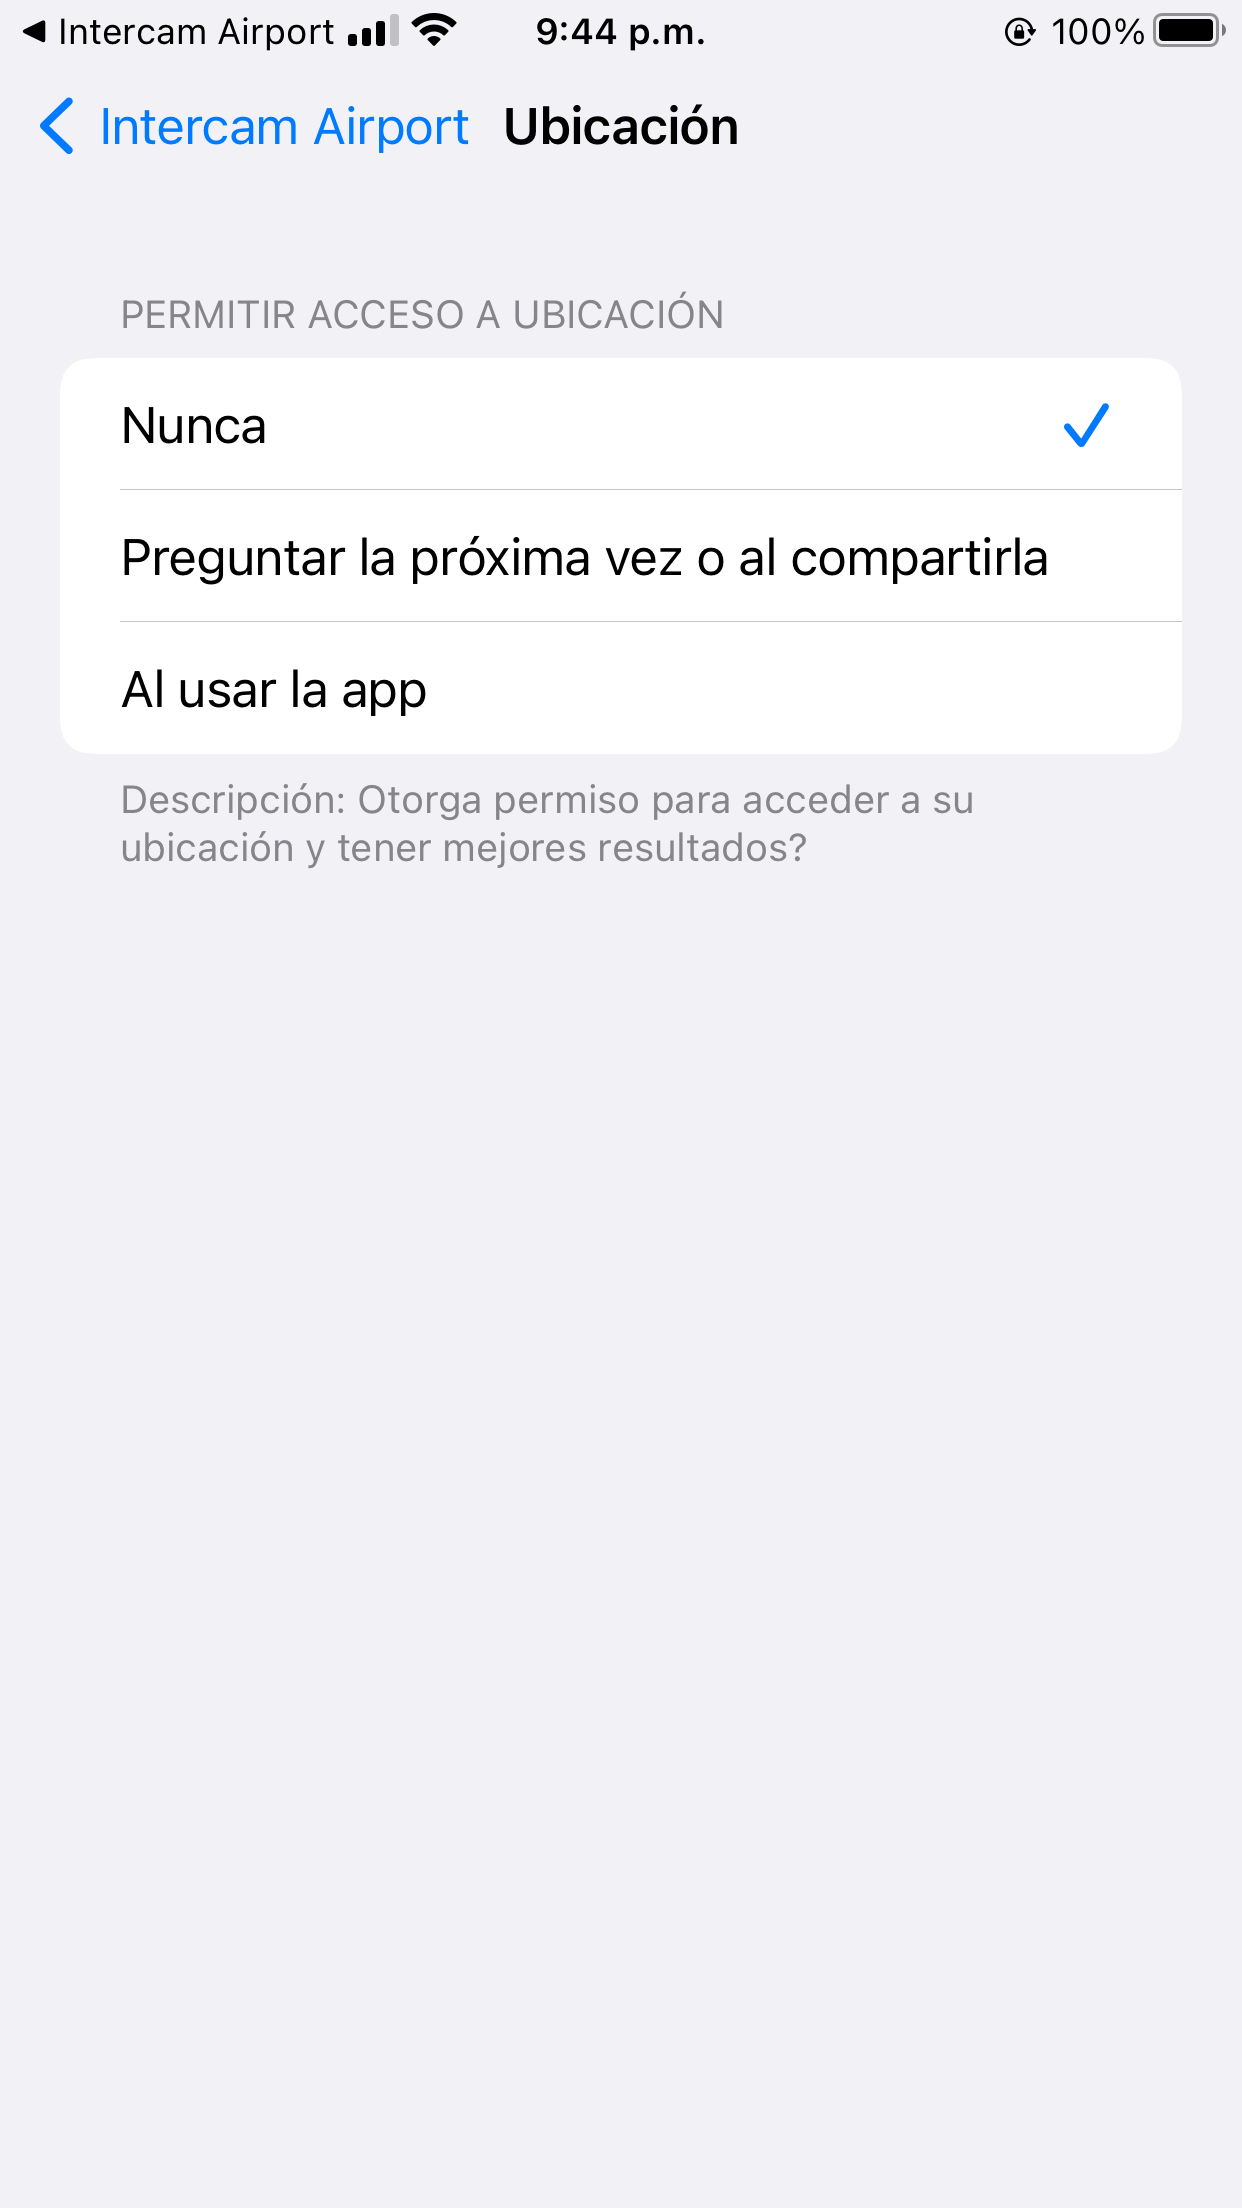 Intercam Airport 9:44 p.m. 100%
Intercam Airport Ubicación
PERMITIR ACCESO A UBICACIÓN
Nunca
Preguntar la próxima vez o al compartirla
Al usar la app
Descripción: Otorga permiso para acceder a su
ubicación y tener mejores resultados?